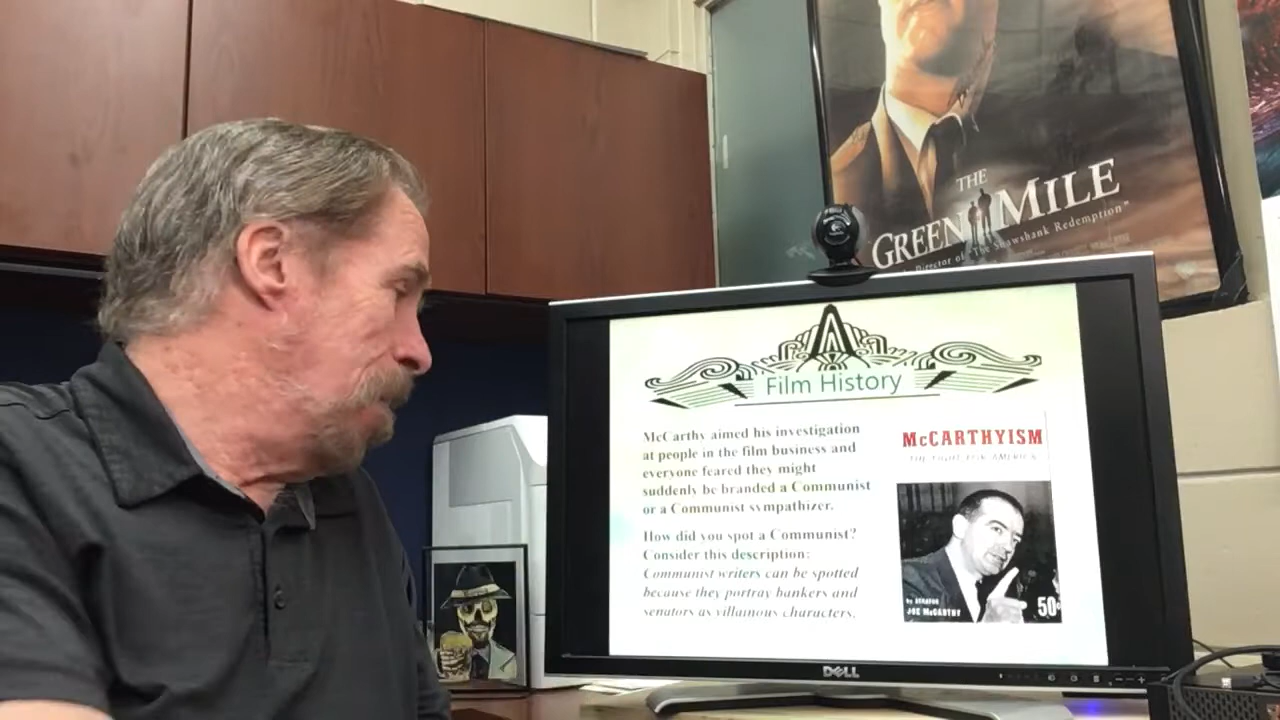 THE
GREEN MILE
Director of "The Shawshank Redemption"
Film History
McCarthy aimed his investigation
at people in the film business and
everyone feared they might
suddenly be branded a Communist
or a Communist sympathizer.
How did you spot a Communist?
Consider this description:
Communist writers can be spotted
because they portray bankers and
senators as villainous characters.
McCARTHYISM
THE FIGHT FOR AMERICA
by SENATOR
JOE McCARTHY
50¢
DELL